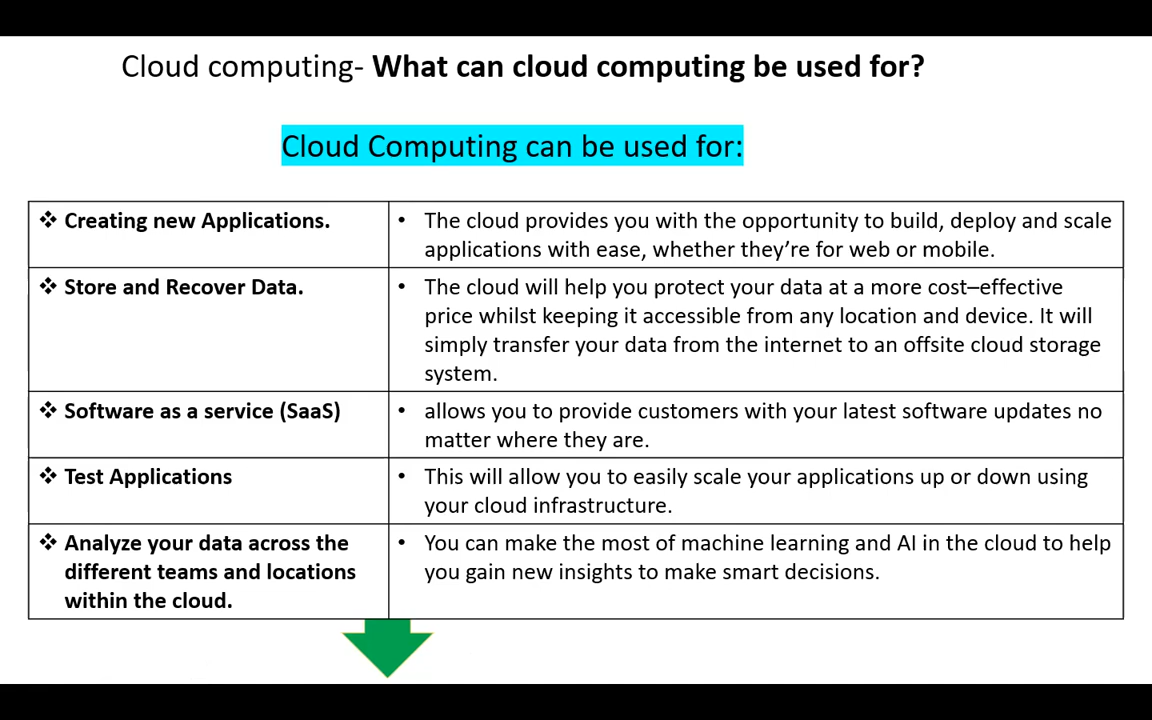 Cloud computing- What can cloud computing be used for?
Cloud Computing can be used for:
❖ Creating new Applications.
• The cloud provides you with the opportunity to build, deploy and scale
applications with ease, whether they’re for web or mobile.
❖ Store and Recover Data.
• The cloud will help you protect your data at a more cost–effective
price whilst keeping it accessible from any location and device. It will
simply transfer your data from the internet to an offsite cloud storage
system.
❖ Software as a service (SaaS)
• allows you to provide customers with your latest software updates no
matter where they are.
❖ Test Applications
• This will allow you to easily scale your applications up or down using
your cloud infrastructure.
❖ Analyze your data across the
different teams and locations
within the cloud.
• You can make the most of machine learning and AI in the cloud to help
you gain new insights to make smart decisions.